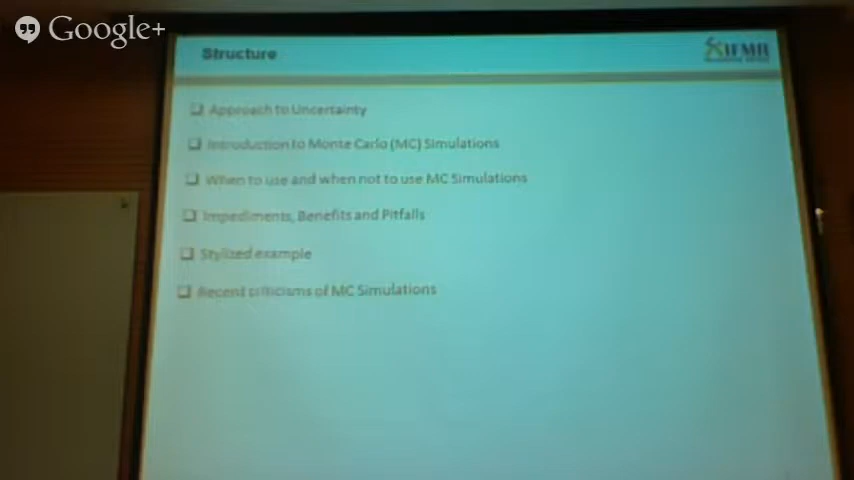 Google+
Structure
IFMR
Approach to Uncertainty
Introduction to Monte Carlo (MC) Simulations
When to use and when not to use MC Simulations
Impediments, Benefits and Pitfalls
Stylized example
Recent criticisms of MC Simulations